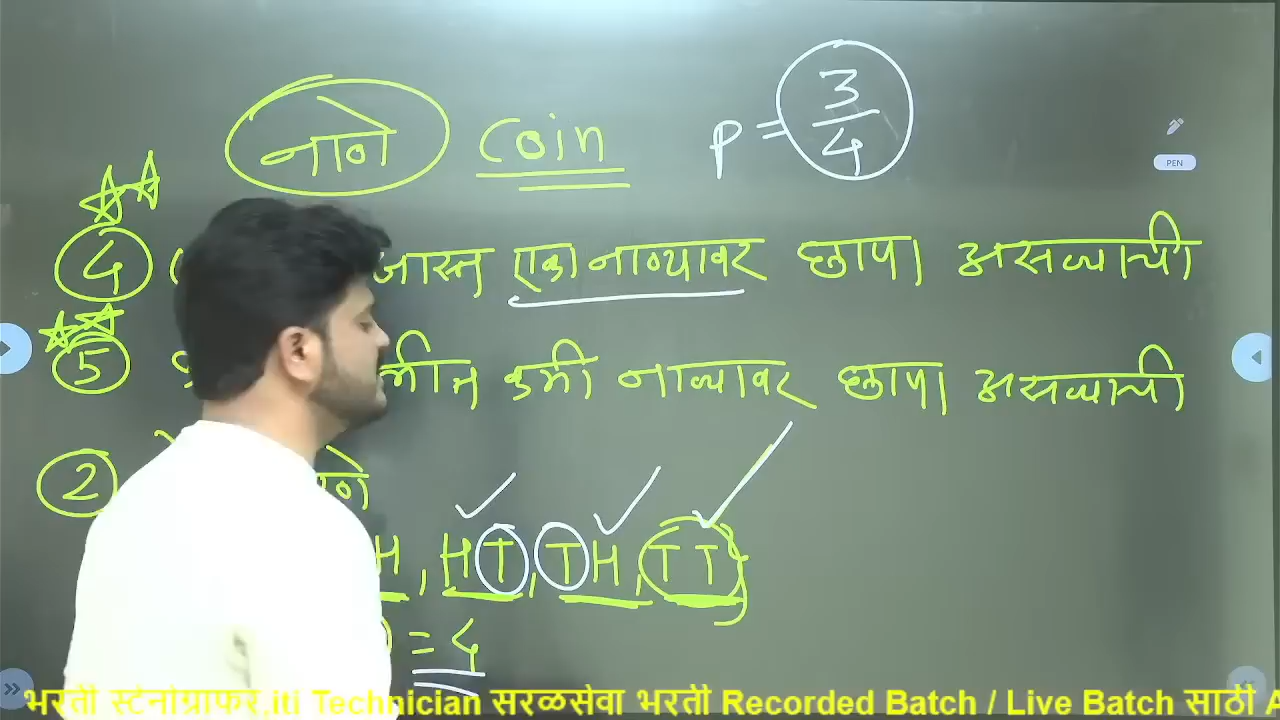 नाणे Coin P = 3/4
PEN
4 जास्त एका नाण्यावर छापा असण्याची
5 कमी नाण्यावर छापा असण्याची
2 नाणे
H, HT, TH, TT}
= 4
भरती स्टेनोग्राफर,iti Technician सरळसेवा भरती Recorded Batch / Live Batch साठी A